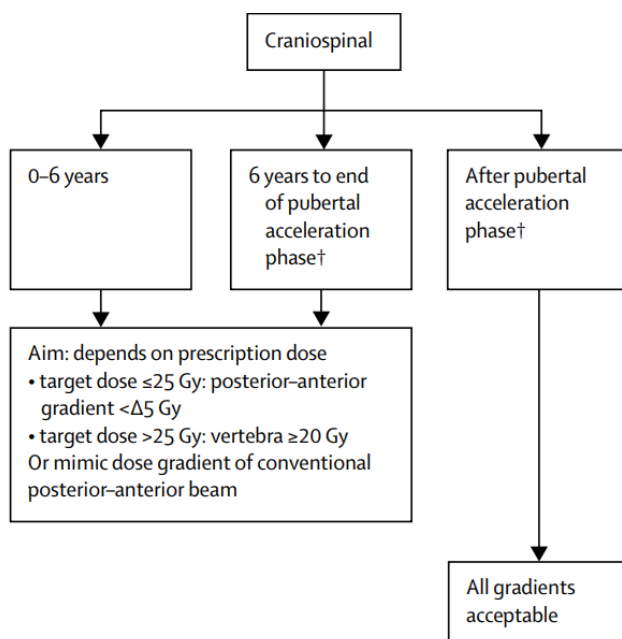 Craniospinal
0–6 years
6 years to end
of pubertal
acceleration
phase†
After pubertal
acceleration
phase†
Aim: depends on prescription dose
• target dose ≤25 Gy: posterior–anterior
gradient <Δ5 Gy
• target dose >25 Gy: vertebra ≥20 Gy
Or mimic dose gradient of conventional
posterior–anterior beam
All gradients
acceptable